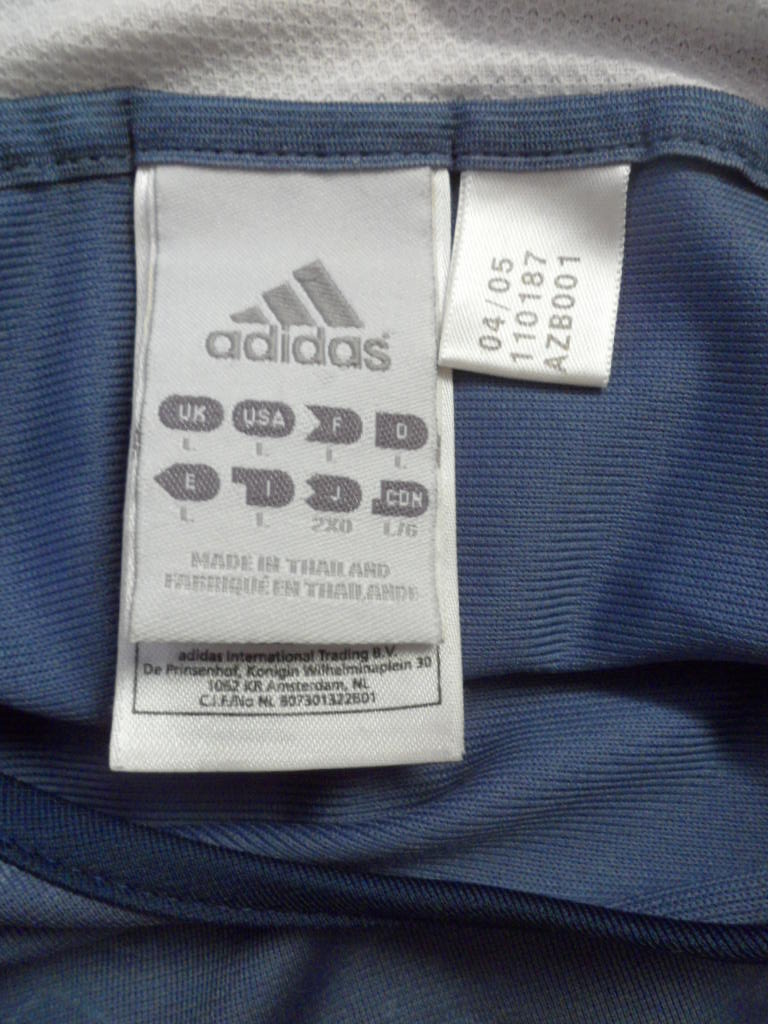 adidas
UK USA F D
L L L L
E I J CDN
L L 2XO L/G
MADE IN THAILAND
FABRIQUÉ EN THAILANDE
adidas International Trading B.V.
De Prinsenhof, Konigin Wilhelminaplein 30
1062 KR Amsterdam, NL
C.I.F/No NL 807301322B01
04/05
110187
AZB001